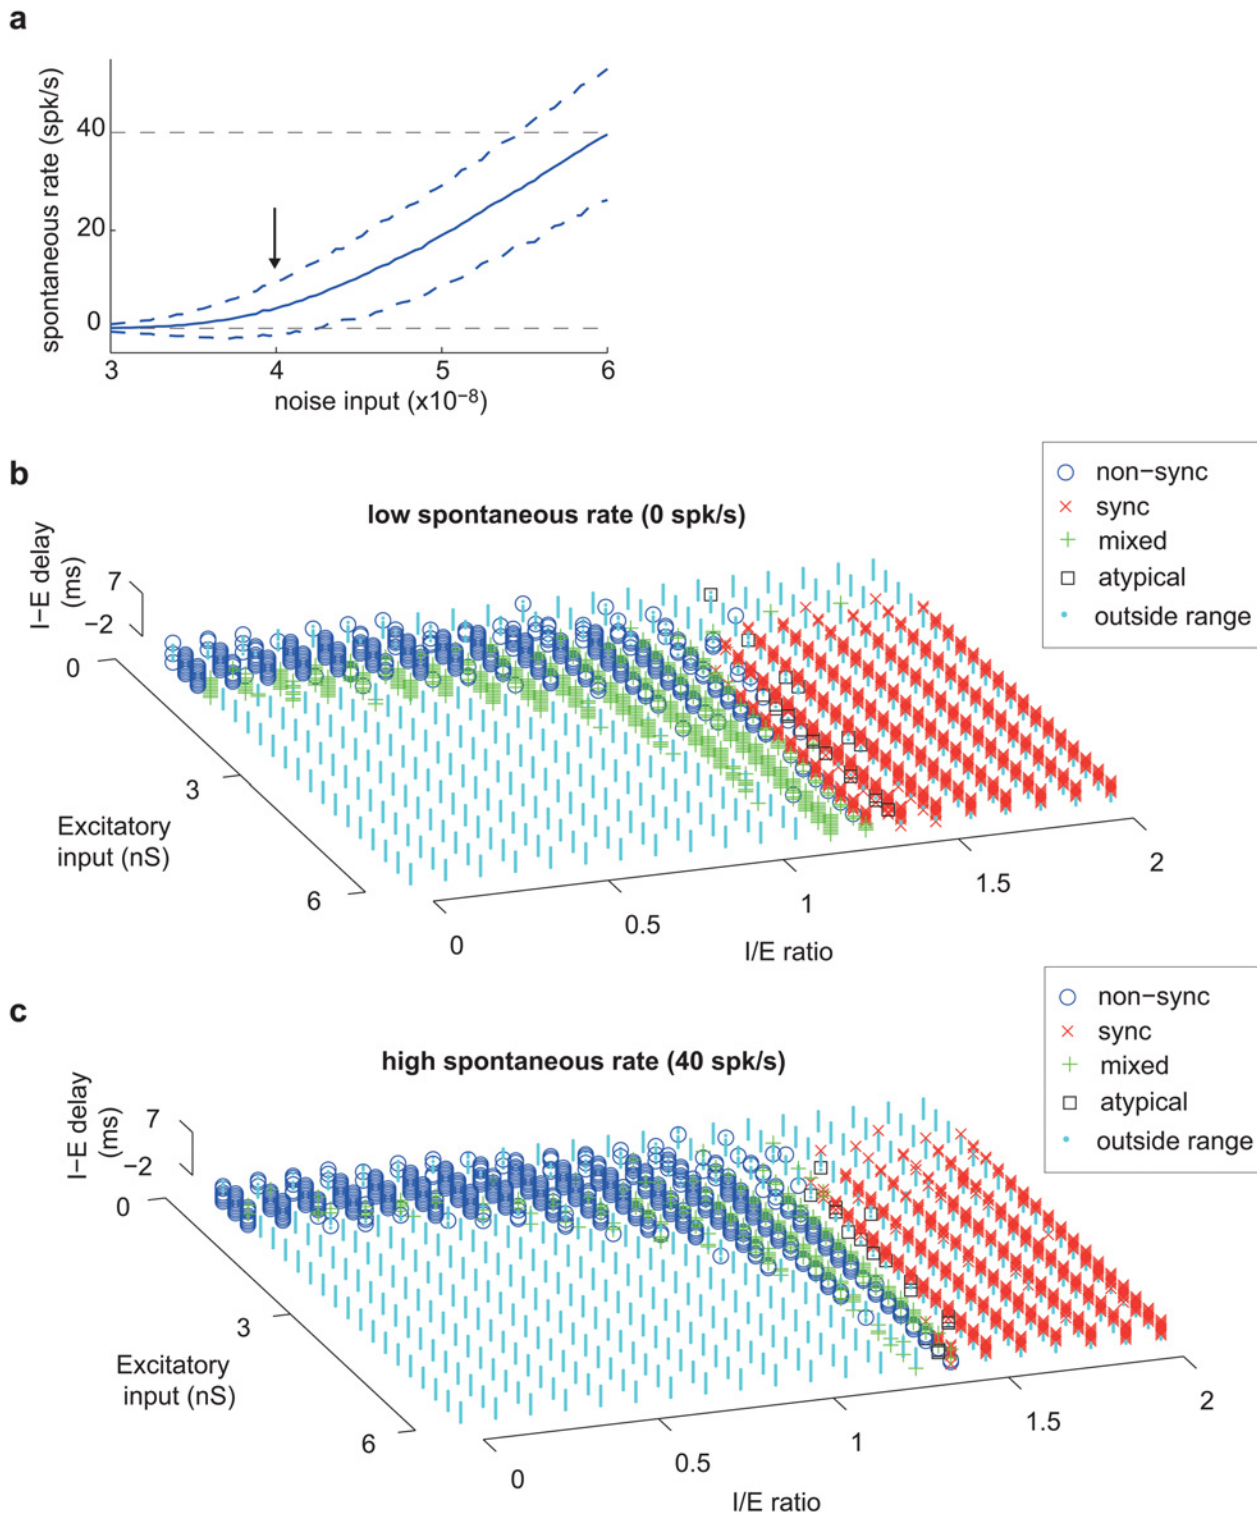 a
spontaneous rate (spk/s)
40
20
0
3 4 5 6
noise input (x10−8)
b
low spontaneous rate (0 spk/s)
non−sync
sync
mixed
atypical
outside range
I−E delay
(ms)
7
−2
0
3
6
Excitatory
input (nS)
0
0.5
1
1.5
2
I/E ratio
c
high spontaneous rate (40 spk/s)
non−sync
sync
mixed
atypical
outside range
I−E delay
(ms)
7
−2
0
3
6
Excitatory
input (nS)
0
0.5
1
1.5
2
I/E ratio